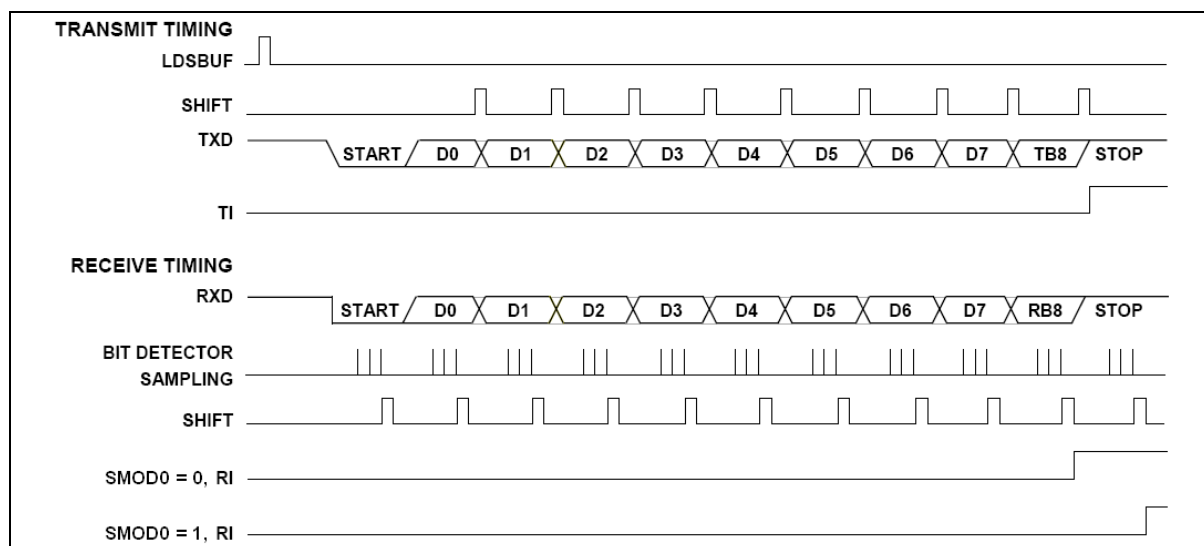 TRANSMIT TIMING
LDSBUF
SHIFT
TXD START D0 D1 D2 D3 D4 D5 D6 D7 TB8 STOP
TI
RECEIVE TIMING
RXD START D0 D1 D2 D3 D4 D5 D6 D7 RB8 STOP
BIT DETECTOR
SAMPLING
SHIFT
SMOD0 = 0, RI
SMOD0 = 1, RI